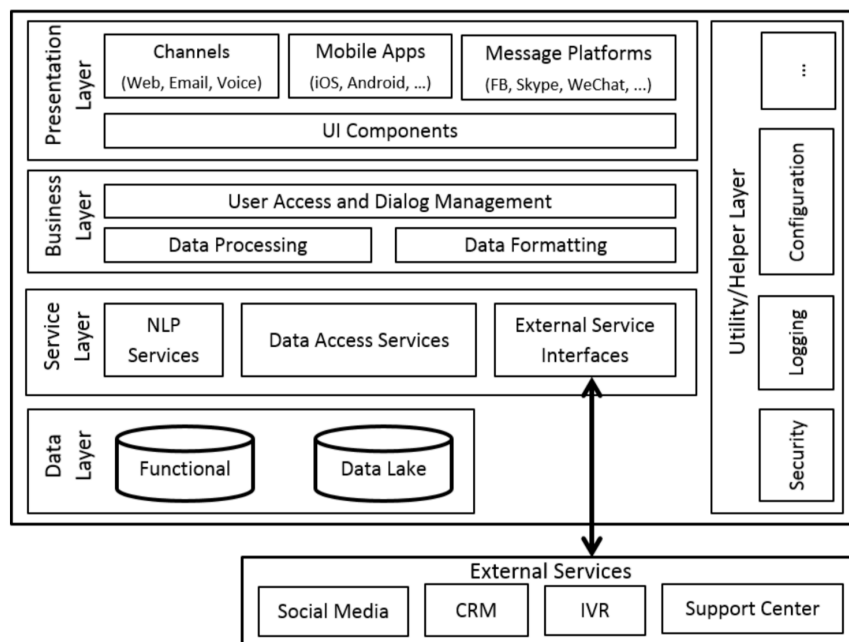 Presentation
Layer
Channels
(Web, Email, Voice)
Mobile Apps
(iOS, Android, ...)
Message Platforms
(FB, Skype, WeChat, ...)
UI Components
Business
Layer
User Access and Dialog Management
Data Processing
Data Formatting
Service
Layer
NLP
Services
Data Access Services
External Service
Interfaces
Data
Layer
Functional
Data Lake
Utility/Helper Layer
...
Configuration
Logging
Security
External Services
Social Media
CRM
IVR
Support Center